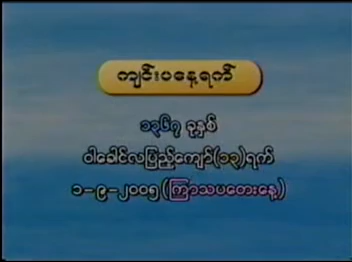 ကျင်းပနေ့ရက်
၁၃၆၇ ခုနှစ်
ဝါခေါင်လပြည့်ကျော်(၁၃)ရက်
၁-၉-၂၀၀၅(ကြာသပတေးနေ့)